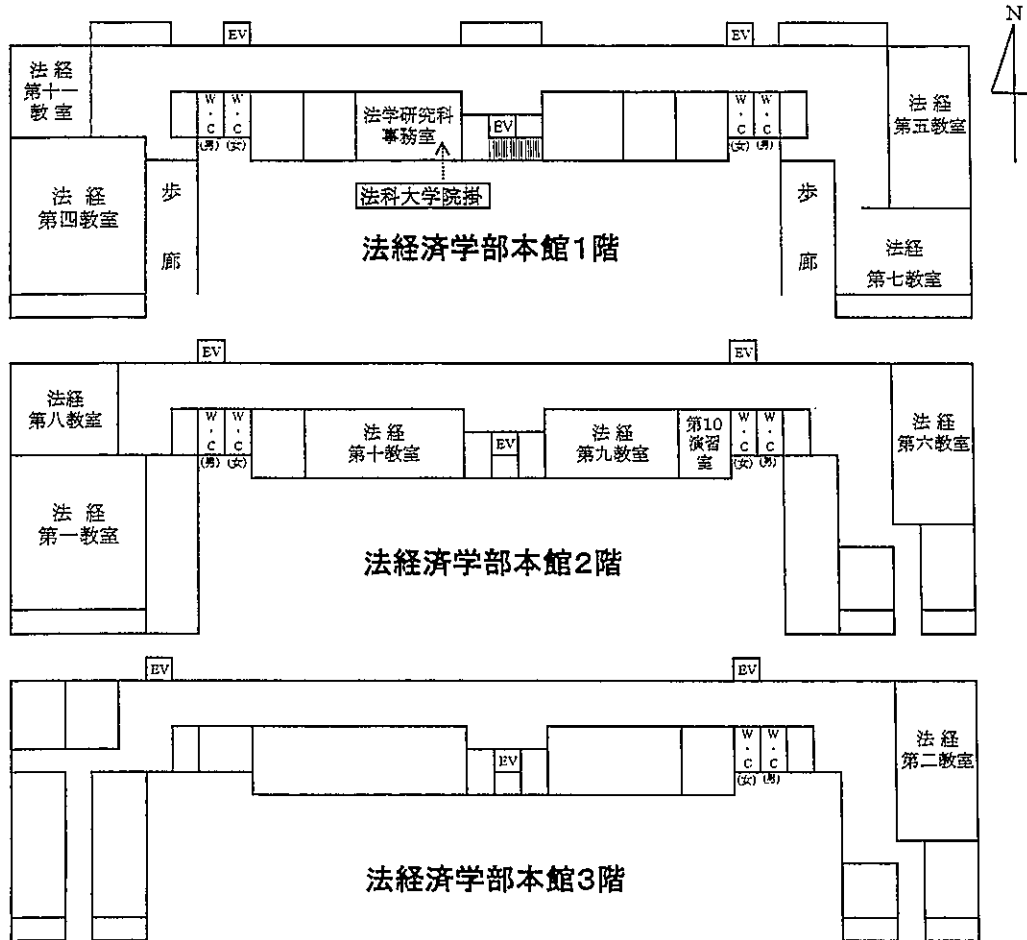 N
EV
EV
法経
第十一
教室
W・C
(男)
W・C
(女)
法学研究科
事務室
EV
W・C
(女)
W・C
(男)
法経
第五教室
法経
第四教室
歩廊
法科大学院掛
歩廊
法経
第七教室
法経済学部本館1階
EV
EV
法経
第八教室
W・C
(男)
W・C
(女)
法経
第十教室
EV
法経
第九教室
第10
演習
室
W・C
(女)
W・C
(男)
法経
第六教室
法経
第一教室
法経済学部本館2階
EV
EV
EV
W・C
(女)
W・C
(男)
法経
第二教室
法経済学部本館3階